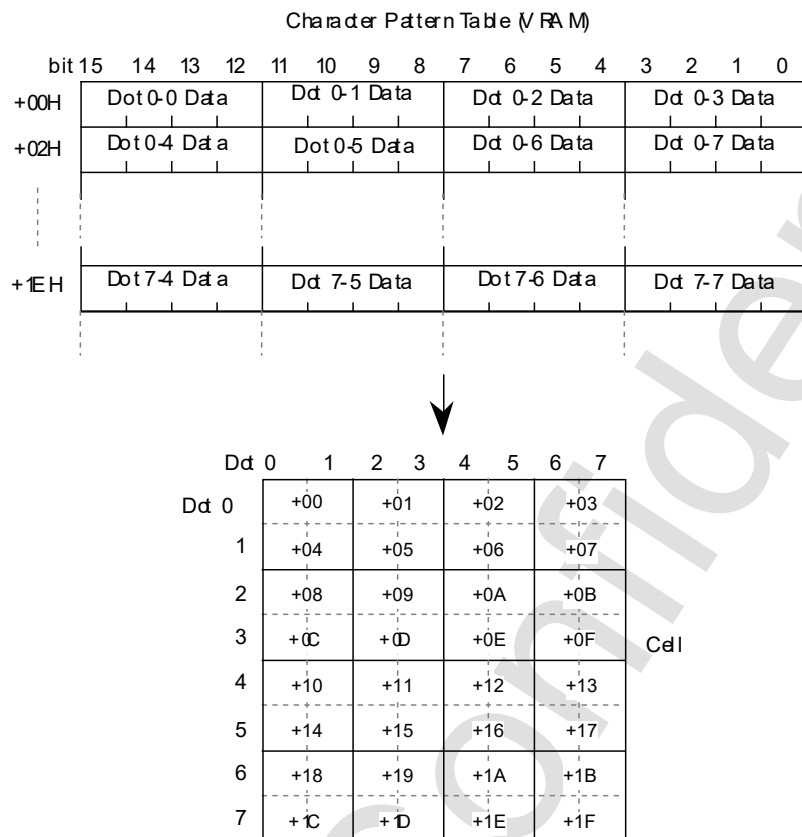 Character Pattern Table (VRAM)
bit 15 14 13 12 11 10 9 8 7 6 5 4 3 2 1 0
+00H Dot 0-0 Data Dot 0-1 Data Dot 0-2 Data Dot 0-3 Data
+02H Dot 0-4 Data Dot 0-5 Data Dot 0-6 Data Dot 0-7 Data
+1EH Dot 7-4 Data Dot 7-5 Data Dot 7-6 Data Dot 7-7 Data
Dot 0 1 2 3 4 5 6 7
Dot 0 +00 +01 +02 +03
1 +04 +05 +06 +07
2 +08 +09 +0A +0B
3 +0C +0D +0E +0F Cell
4 +10 +11 +12 +13
5 +14 +15 +16 +17
6 +18 +19 +1A +1B
7 +1C +1D +1E +1F